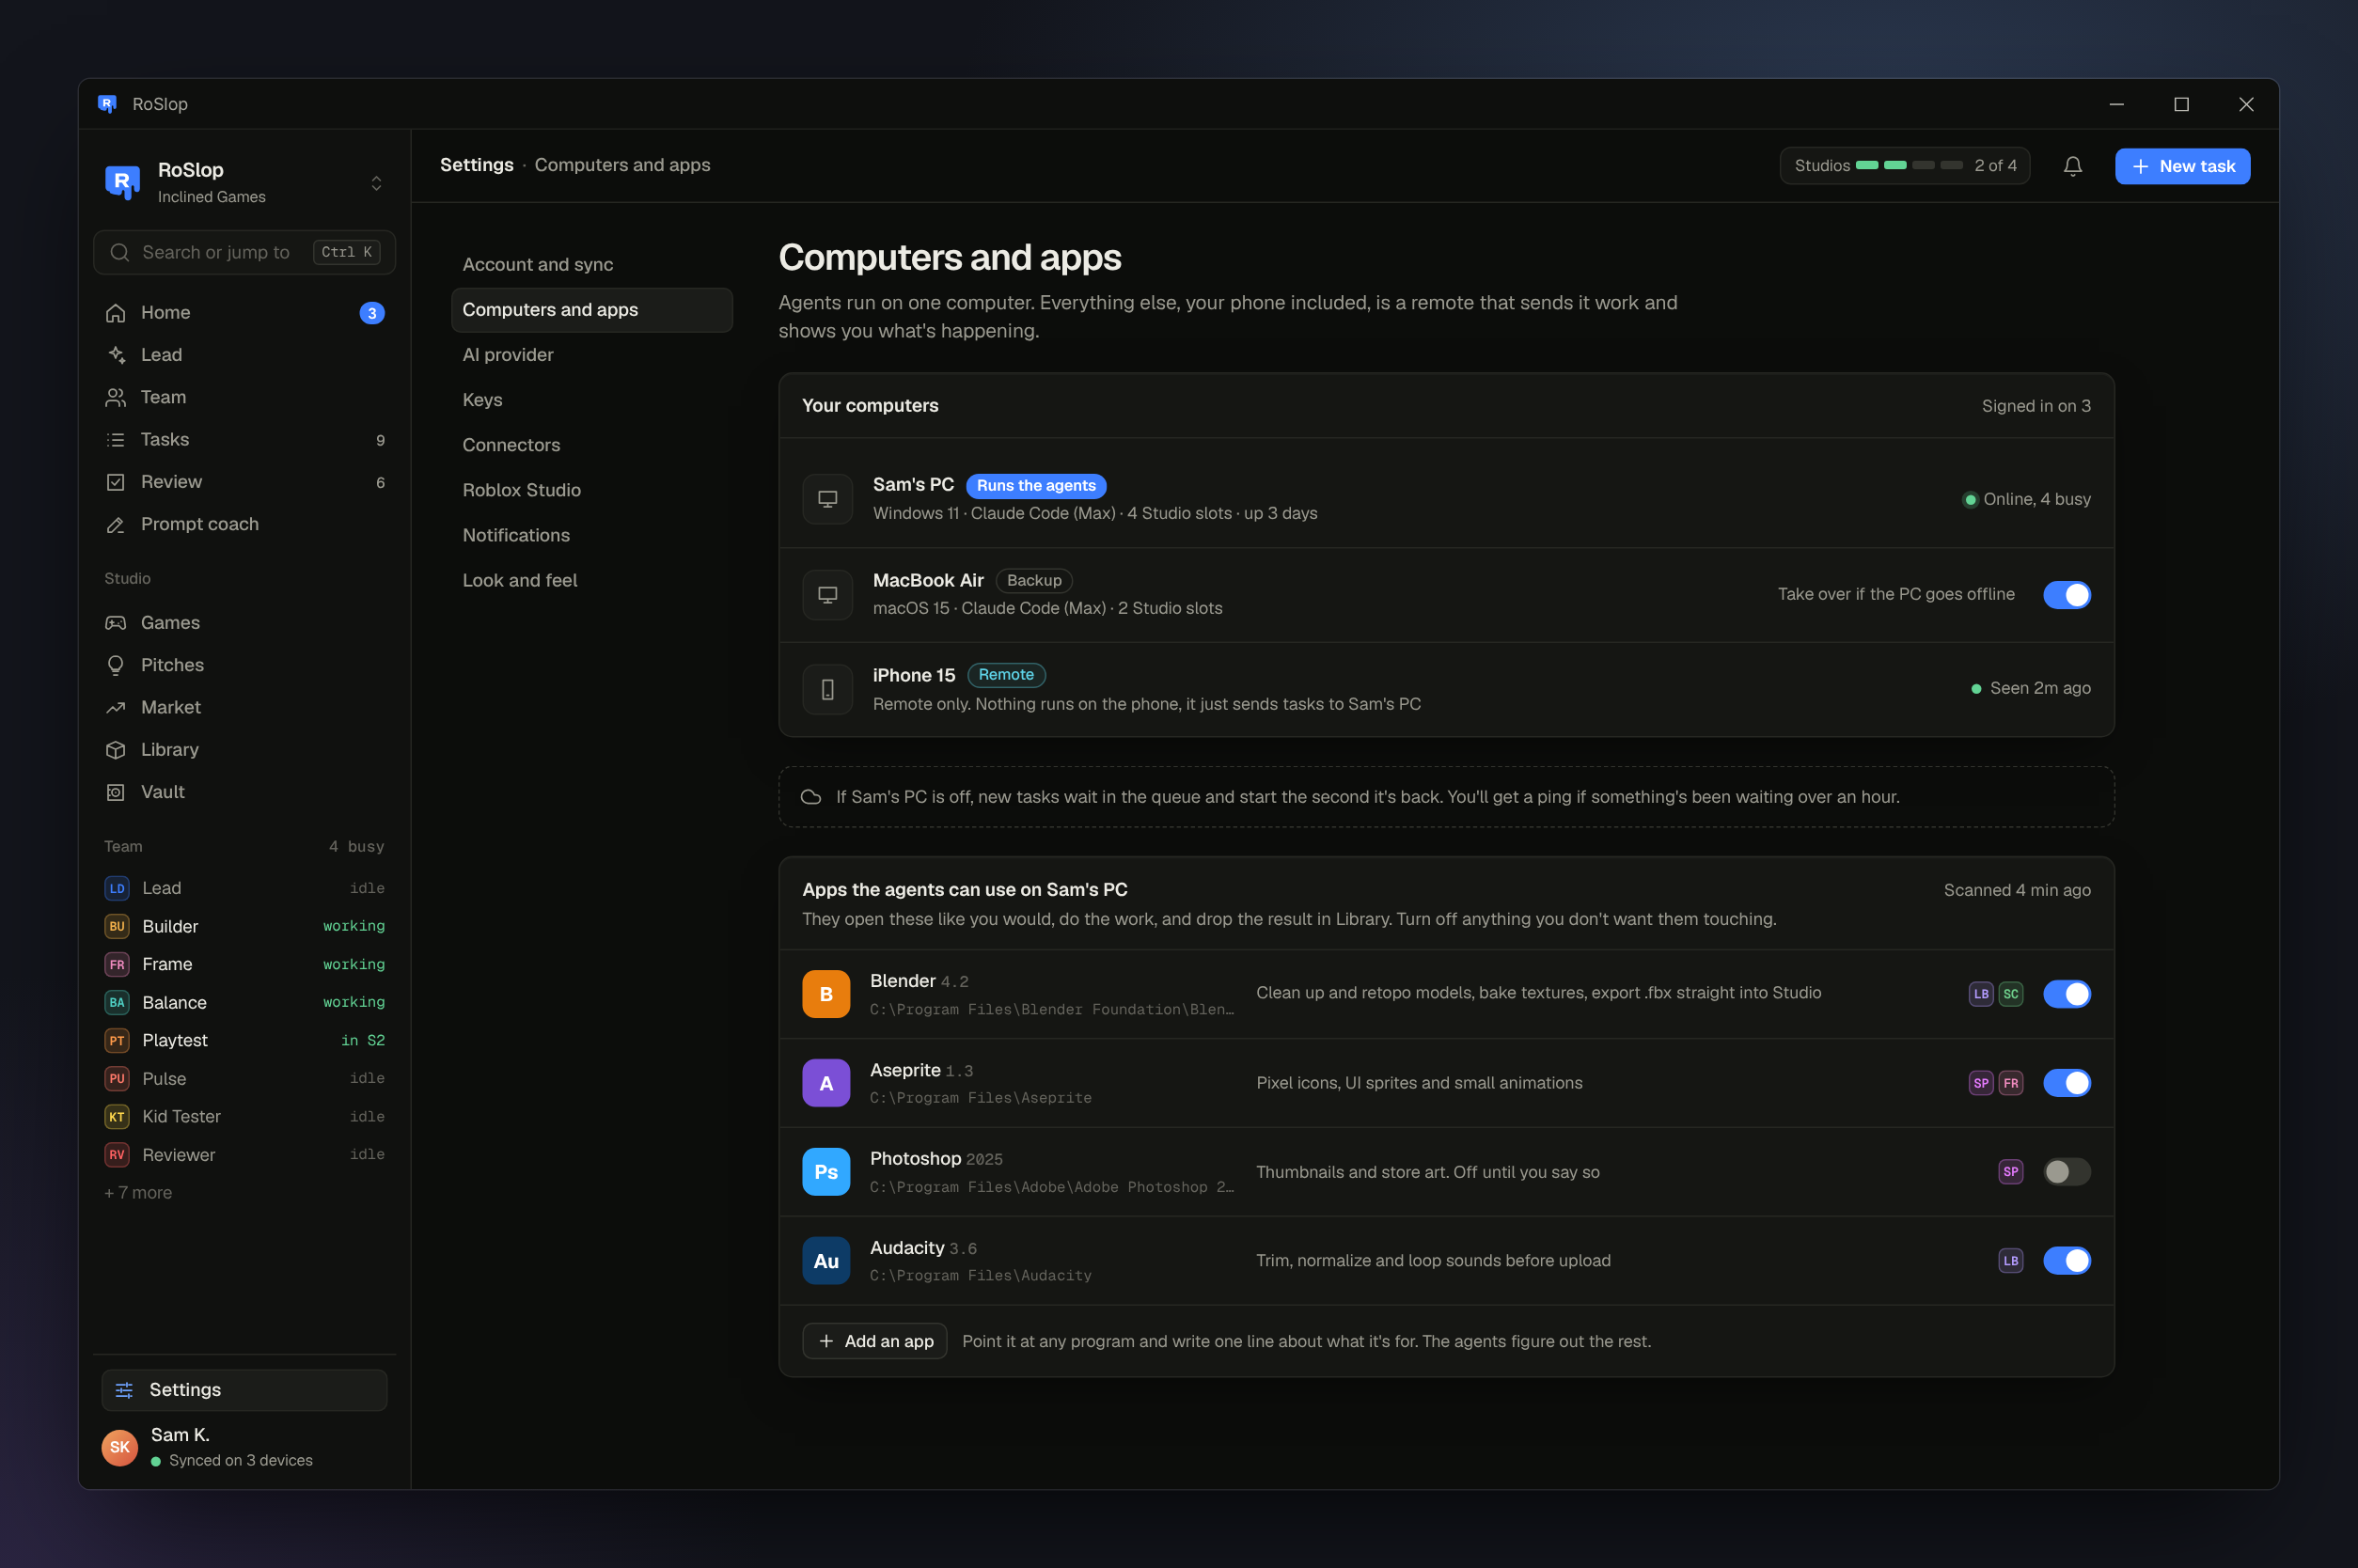 RoSlop
RoSlop
Inclined Games
Search or jump to
Ctrl K
Home
3
Lead
Team
Tasks
9
Review
6
Prompt coach
Studio
Games
Pitches
Market
Library
Vault
Team
4 busy
LD Lead idle
BU Builder working
FR Frame working
BA Balance working
PT Playtest in S2
PU Pulse idle
KT Kid Tester idle
RV Reviewer idle
+ 7 more
Settings
SK
Sam K.
Synced on 3 devices
Settings · Computers and apps
Studios 2 of 4
+ New task
Account and sync
Computers and apps
AI provider
Keys
Connectors
Roblox Studio
Notifications
Look and feel
Computers and apps
Agents run on one computer. Everything else, your phone included, is a remote that sends it work and
shows you what's happening.
Your computers
Signed in on 3
Sam's PC Runs the agents
Windows 11 · Claude Code (Max) · 4 Studio slots · up 3 days
Online, 4 busy
MacBook Air Backup
macOS 15 · Claude Code (Max) · 2 Studio slots
Take over if the PC goes offline
iPhone 15 Remote
Remote only. Nothing runs on the phone, it just sends tasks to Sam's PC
Seen 2m ago
If Sam's PC is off, new tasks wait in the queue and start the second it's back. You'll get a ping if something's been waiting over an hour.
Apps the agents can use on Sam's PC
Scanned 4 min ago
They open these like you would, do the work, and drop the result in Library. Turn off anything you don't want them touching.
B
Blender 4.2
C:\Program Files\Blender Foundation\Blen…
Clean up and retopo models, bake textures, export .fbx straight into Studio
LB SC
A
Aseprite 1.3
C:\Program Files\Aseprite
Pixel icons, UI sprites and small animations
SP FR
Ps
Photoshop 2025
C:\Program Files\Adobe\Adobe Photoshop 2…
Thumbnails and store art. Off until you say so
SP
Au
Audacity 3.6
C:\Program Files\Audacity
Trim, normalize and loop sounds before upload
LB
+ Add an app
Point it at any program and write one line about what it's for. The agents figure out the rest.